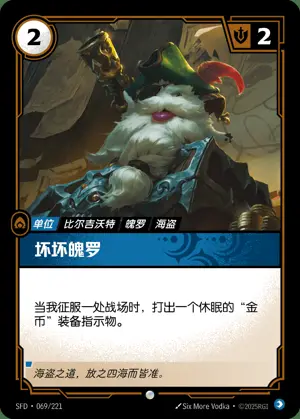 2
2
单位 比尔吉沃特 魄罗 海盗
坏坏魄罗
当我征服一处战场时，打出一个休眠的“金
币”装备指示物。
海盗之道，放之四海而皆准。
SFD • 069/221
Six More Vodka • ©2025RGI